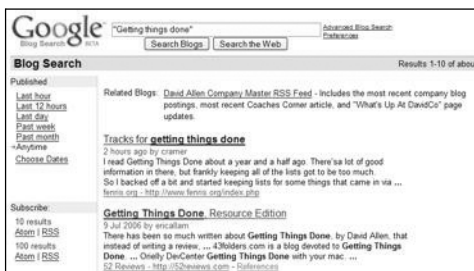 Google
Blog Search BETA
"Getting things done"
Search Blogs Search the Web
Advanced Blog Search
Preferences
Blog Search
Results 1-10 of abou
Published
Last hour
Last 12 hours
Last day
Past week
Past month
Anytime
Choose Dates
Subscribe:
10 results
Atom | RSS
100 results
Atom | RSS
Related Blogs: David Allen Company Master RSS Feed - Includes the most recent company blog
postings, most recent Coaches Corner article, and "What's Up At DavidCo" page
updates.
Tracks for getting things done
2 hours ago by cramer
I read Getting Things Done about a year and a half ago. There'sa lot of good
information in there, but frankly keeping all of the lists got to be too much.
So I backed off a bit and started keeping lists for some things that came in via ...
fennis.org - http://www.fennis.org/index.php
Getting Things Done, Resource Edition
9 Jul 2006 by ericallam
There has been so much written about Getting Things Done, by David Allen, that
instead of writing a review, ... 43folders.com is a blog devoted to Getting Things
Done. ... Orielly DevCenter Getting Things Done with your mac. ...
52 Reviews - http://52reviews.com - References